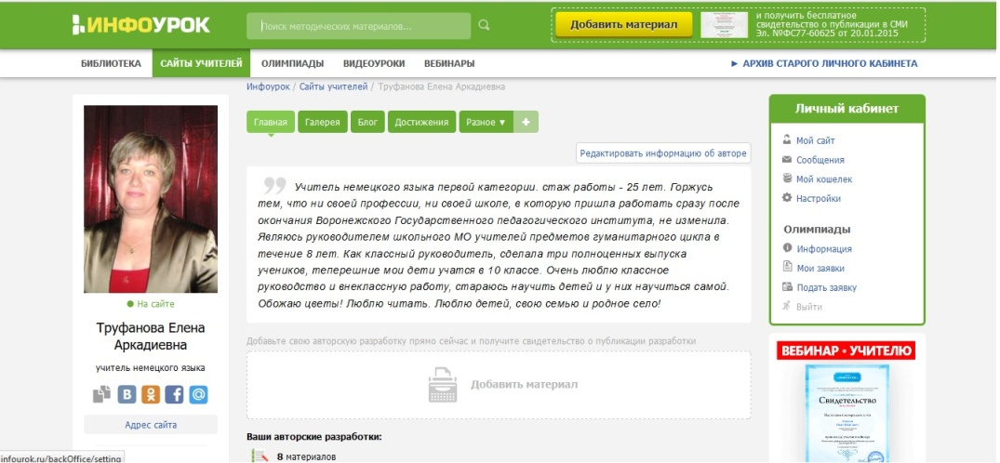 ИНФОУРОК
Поиск методических материалов...
Добавить материал
и получить бесплатное
свидетельство о публикации в СМИ
Эл. №ФС77-60625 от 20.01.2015
БИБЛИОТЕКА САЙТЫ УЧИТЕЛЕЙ ОЛИМПИАДЫ ВИДЕОУРОКИ ВЕБИНАРЫ ► АРХИВ СТАРОГО ЛИЧНОГО КАБИНЕТА
Инфоурок / Сайты учителей / Труфанова Елена Аркадиевна
Главная Галерея Блог Достижения Разное ▼ +
Редактировать информацию об авторе
Учитель немецкого языка первой категории. стаж работы - 25 лет. Горжусь
тем, что ни своей профессии, ни своей школе, в которую пришла работать сразу после
окончания Воронежского Государственного педагогического института, не изменила.
Являюсь руководителем школьного МО учителей предметов гуманитарного цикла в
течение 8 лет. Как классный руководитель, сделала три полноценных выпуска
учеников, теперешние мои дети учатся в 10 классе. Очень люблю классное
руководство и внеклассную работу, стараюсь научить детей и у них научиться самой.
Обожаю цветы! Люблю читать. Люблю детей, свою семью и родное село!
На сайте
Труфанова Елена
Аркадиевна
учитель немецкого языка
Адрес сайта
Добавьте свою авторскую разработку прямо сейчас и получите свидетельство о публикации разработки
Добавить материал
Ваши авторские разработки:
8 материалов
Личный кабинет
Мой сайт
Сообщения
Мой кошелек
Настройки
Олимпиады
Информация
Мои заявки
Подать заявку
Выйти
ВЕБИНАР • УЧИТЕЛЮ
Свидетельство
infourok.ru/backOffice/setting